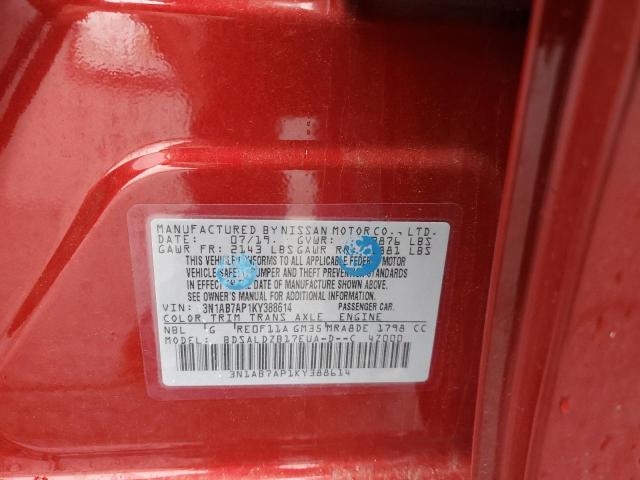 MANUFACTURED BY NISSAN MOTOR CO., LTD.
DATE: 07/19. GVWR: 3876 LBS
GAWR FR: 2143 LBS GAWR RR: 1881 LBS
THIS VEHICLE CONFORMS TO ALL APPLICABLE FEDERAL MOTOR
VEHICLE SAFETY, BUMPER AND THEFT PREVENTION STANDARDS
IN EFFECT ON THE DATE OF MANUFACTURE SHOWN ABOVE.
SEE OWNER'S MANUAL FOR ADDITIONAL INSTRUCTIONS.
VIN: 3N1AB7AP1KY388614 PASSENGER CAR.
COLOR TRIM TRANS AXLE ENGINE
NBL G RE0F11A GM35 MRA8DE 1798 CC
MODEL: BDSALDZB17EUA-D--C 47000
3N1AB7AP1KY388614